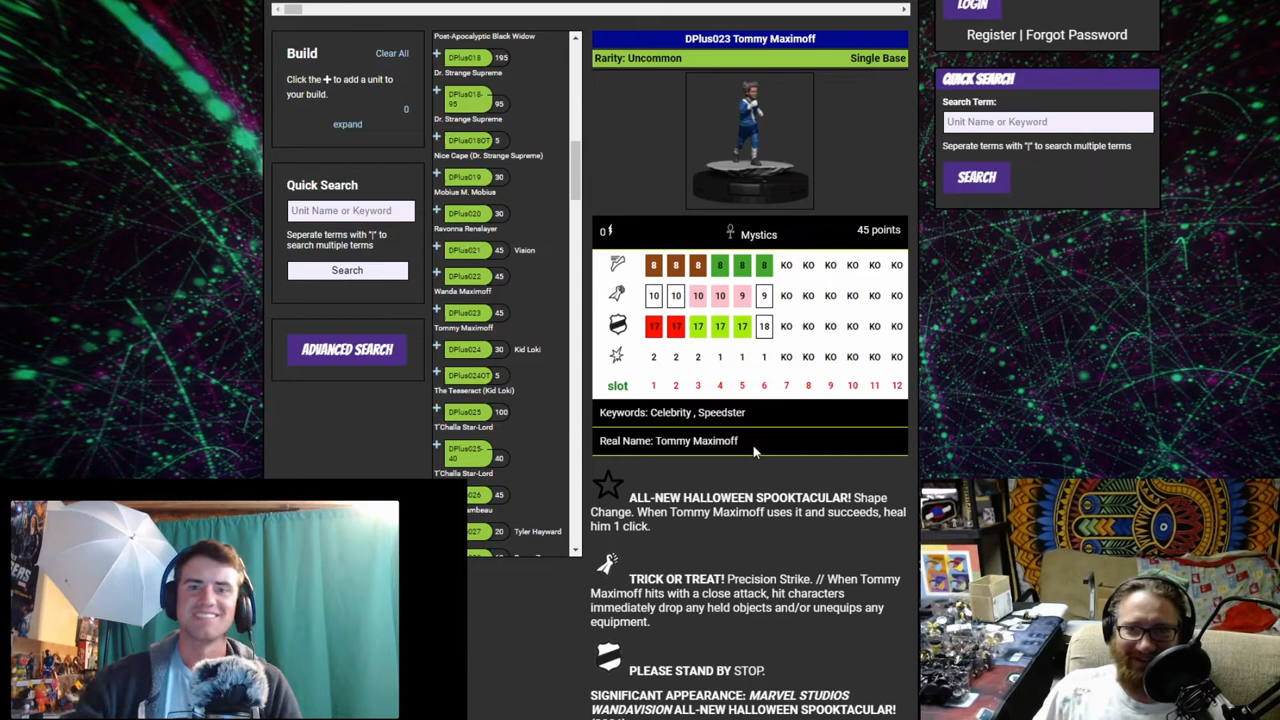 LOGIN
Register | Forgot Password
QUICK SEARCH
Search Term:
Unit Name or Keyword
Seperate terms with "|" to search multiple terms
SEARCH
Build
Clear All
Click the + to add a unit to
your build.
0
expand
Quick Search
Unit Name or Keyword
Seperate terms with "|" to
search multiple terms
Search
ADVANCED SEARCH
Post-Apocalyptic Black Widow
DPlus018 195
Dr. Strange Supreme
DPlus018-
95 95
Dr. Strange Supreme
DPlus018OT 5
Nice Cape (Dr. Strange Supreme)
DPlus019 30
Mobius M. Mobius
DPlus020 30
Ravonna Renslayer
DPlus021 45 Vision
DPlus022 45
Wanda Maximoff
DPlus023 45
Tommy Maximoff
DPlus024 30 Kid Loki
DPlus024OT 5
The Tesseract (Kid Loki)
DPlus025 100
T'Challa Star-Lord
DPlus025-
40 40
T'Challa Star-Lord
026 45
ambeau
027 20 Tyler Hayward
DPlus023 Tommy Maximoff
Rarity: Uncommon Single Base
0 Mystics 45 points
8 8 8 8 8 8 KO KO KO KO KO KO
10 10 10 10 9 9 KO KO KO KO KO KO
17 17 17 17 17 18 KO KO KO KO KO KO
2 2 2 1 1 1 KO KO KO KO KO KO
slot 1 2 3 4 5 6 7 8 9 10 11 12
Keywords: Celebrity , Speedster
Real Name: Tommy Maximoff
ALL-NEW HALLOWEEN SPOOKTACULAR! Shape
Change. When Tommy Maximoff uses it and succeeds, heal
him 1 click.
TRICK OR TREAT! Precision Strike. // When Tommy
Maximoff hits with a close attack, hit characters
immediately drop any held objects and/or unequips any
equipment.
PLEASE STAND BY STOP.
SIGNIFICANT APPEARANCE: MARVEL STUDIOS
WANDAVISION ALL-NEW HALLOWEEN SPOOKTACULAR!